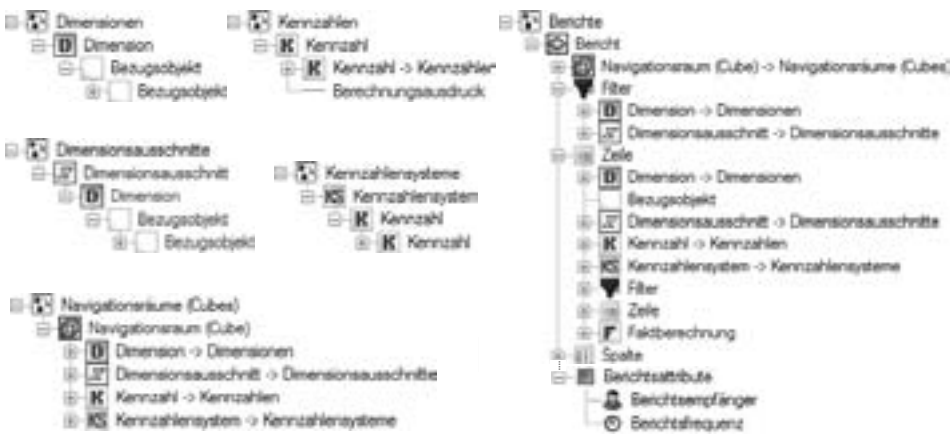 Dimensionen
D Dimension
Bezugsobjekt
Bezugsobjekt
Kennzahlen
K Kennzahl
K Kennzahl -> Kennzahlen
Berechnungsausdruck
Dimensionsausschnitte
Dimensionsausschnitt
D Dimension
Bezugsobjekt
Bezugsobjekt
Kennzahlensysteme
KS Kennzahlensystem
K Kennzahl
K Kennzahl
Navigationsräume (Cubes)
Navigationsraum (Cube)
D Dimension -> Dimensionen
Dimensionsausschnitt -> Dimensionsausschnitte
K Kennzahl -> Kennzahlen
KS Kennzahlensystem -> Kennzahlensysteme
Berichte
Bericht
Navigationsraum (Cube) -> Navigationsräume (Cubes)
Filter
D Dimension -> Dimensionen
Dimensionsausschnitt -> Dimensionsausschnitte
Zeile
D Dimension -> Dimensionen
Bezugsobjekt
Dimensionsausschnitt -> Dimensionsausschnitte
K Kennzahl -> Kennzahlen
KS Kennzahlensystem -> Kennzahlensysteme
Filter
Zeile
F Faktberechnung
Spalte
Berichtsattribute
Berichtsempfänger
Berichtsfrequenz